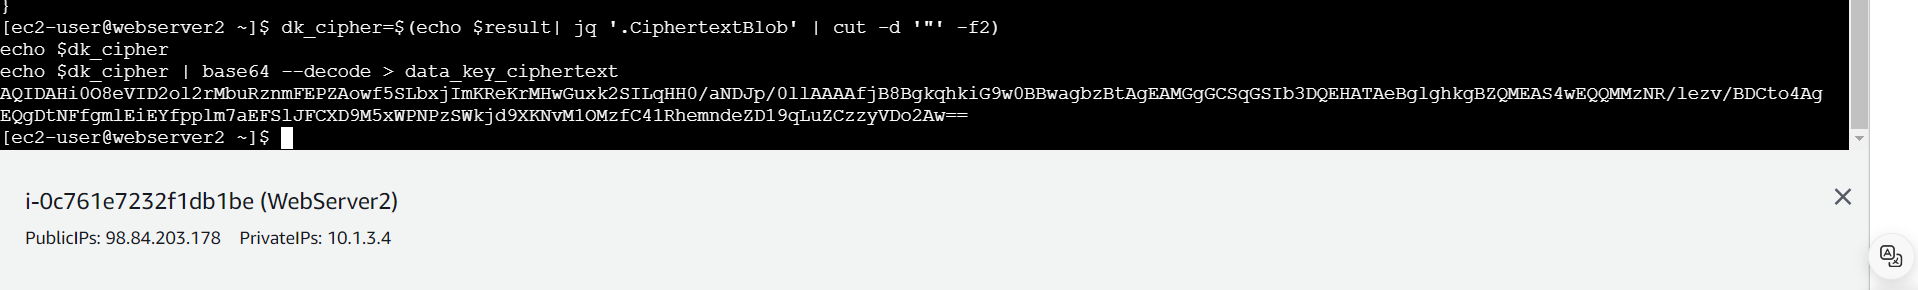 }
[ec2-user@webserver2 ~]$ dk_cipher=$(echo $result| jq '.CiphertextBlob' | cut -d '"' -f2)
echo $dk_cipher
echo $dk_cipher | base64 --decode > data_key_ciphertext
AQIDAHi0O8eVID2ol2rMbuRznmFEPZAowf5SLbxjImKReKrMHwGuxk2SILqHH0/aNDJp/0llAAAAfjB8BgkqhkiG9w0BBwagbzBtAgEAMGgGCSqGSIb3DQEHATAeBglghkgBZQMEAS4wEQQMMzNR/lezv/BDCto4Ag
EQgDtNFfgmlEiEYfpplm7aEFSlJFCXD9M5xWPNPzSWkjd9XKNvM1OMzfC41RhemndeZD19qLuZCzzyVDo2Aw==
[ec2-user@webserver2 ~]$
i-0c761e7232f1db1be (WebServer2)
PublicIPs: 98.84.203.178 PrivateIPs: 10.1.3.4